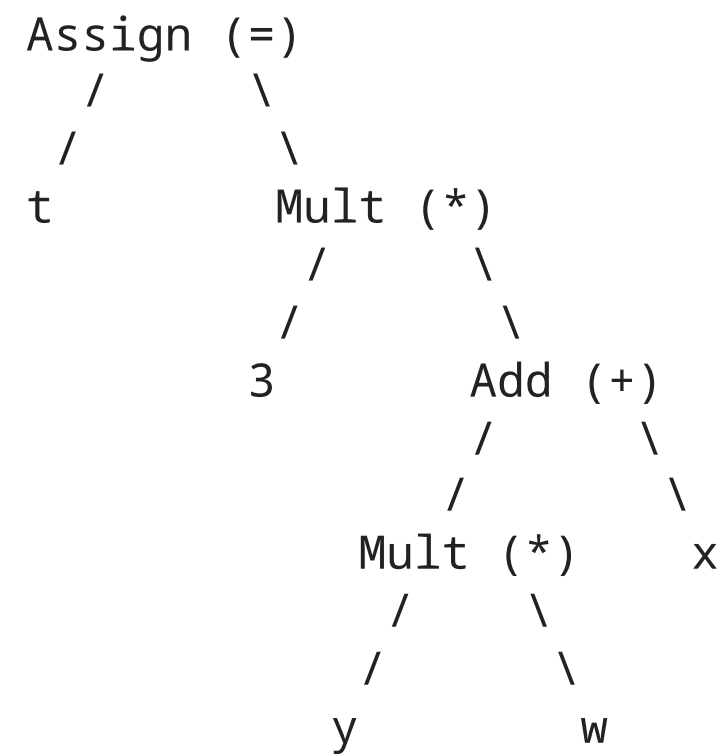 Assign (=)
/ \
/ \
t Mult (*)
/ \
/ \
3 Add (+)
/ \
/ \
Mult (*) x
/ \
/ \
y w